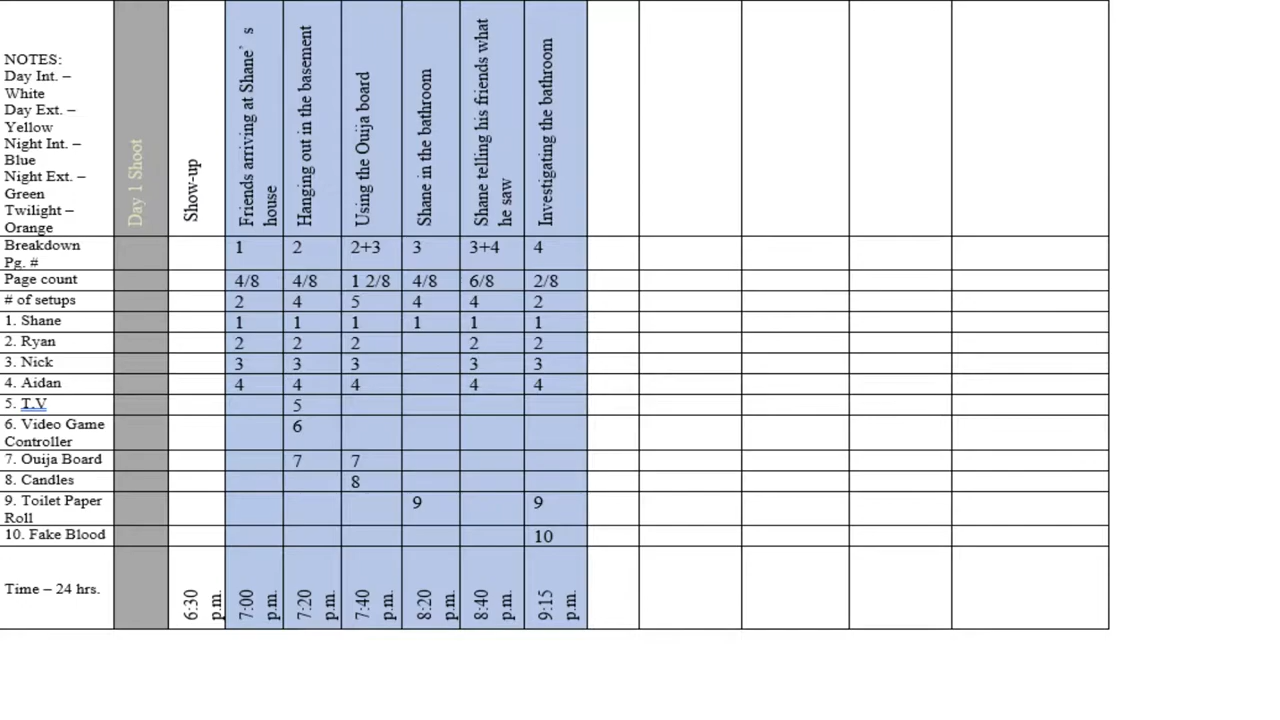 NOTES:
Day Int. –
White
Day Ext. –
Yellow
Night Int. –
Blue
Night Ext. –
Green
Twilight –
Orange
Day 1 Shoot
Show-up
Friends arriving at Shane`s
house
Hanging out in the basement
Using the Ouija board
Shane in the bathroom
Shane telling his friends what
he saw
Investigating the bathroom
Breakdown
Pg. #
1 2 2+3 3 3+4 4
Page count 4/8 4/8 1 2/8 4/8 6/8 2/8
# of setups 2 4 5 4 4 2
1. Shane 1 1 1 1 1 1
2. Ryan 2 2 2 2 2
3. Nick 3 3 3 3 3
4. Aidan 4 4 4 4 4
5. T.V 5
6. Video Game
Controller
6
7. Ouija Board 7 7
8. Candles 8
9. Toilet Paper
Roll
9 9
10. Fake Blood 10
Time – 24 hrs.
6:30
p.m.
7:00
p.m.
7:20
p.m.
7:40
p.m.
8:20
p.m.
8:40
p.m.
9:15
p.m.